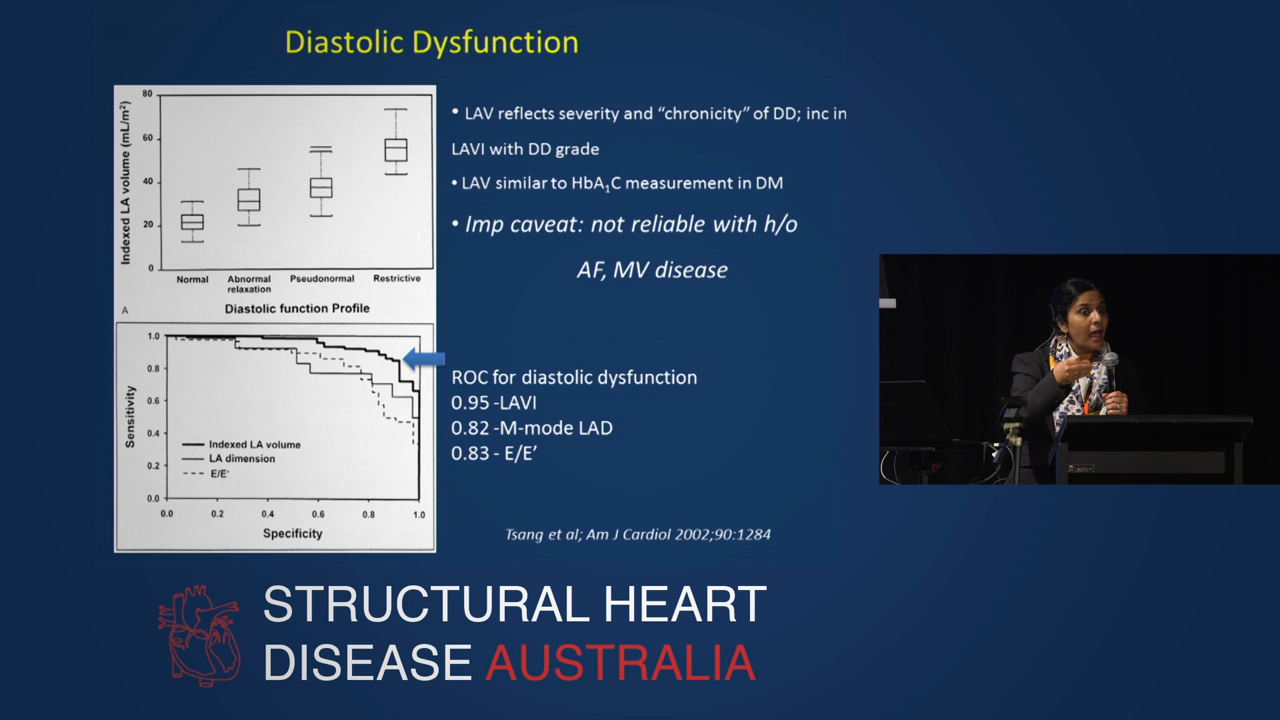 Diastolic Dysfunction
Indexed LA volume (mL/m²)
80
60
40
20
0
Normal
Abnormal
relaxation
Pseudonormal
Restrictive
A
Diastolic function Profile
• LAV reflects severity and “chronicity” of DD; inc in
LAVI with DD grade
• LAV similar to HbA₁C measurement in DM
• Imp caveat: not reliable with h/o
AF, MV disease
Sensitivity
1.0
0.8
0.6
0.4
0.2
0.0
Indexed LA volume
LA dimension
E/E'
0.0 0.2 0.4 0.6 0.8 1.0
Specificity
ROC for diastolic dysfunction
0.95 -LAVI
0.82 -M-mode LAD
0.83 - E/E’
Tsang et al; Am J Cardiol 2002;90:1284
STRUCTURAL HEART
DISEASE AUSTRALIA